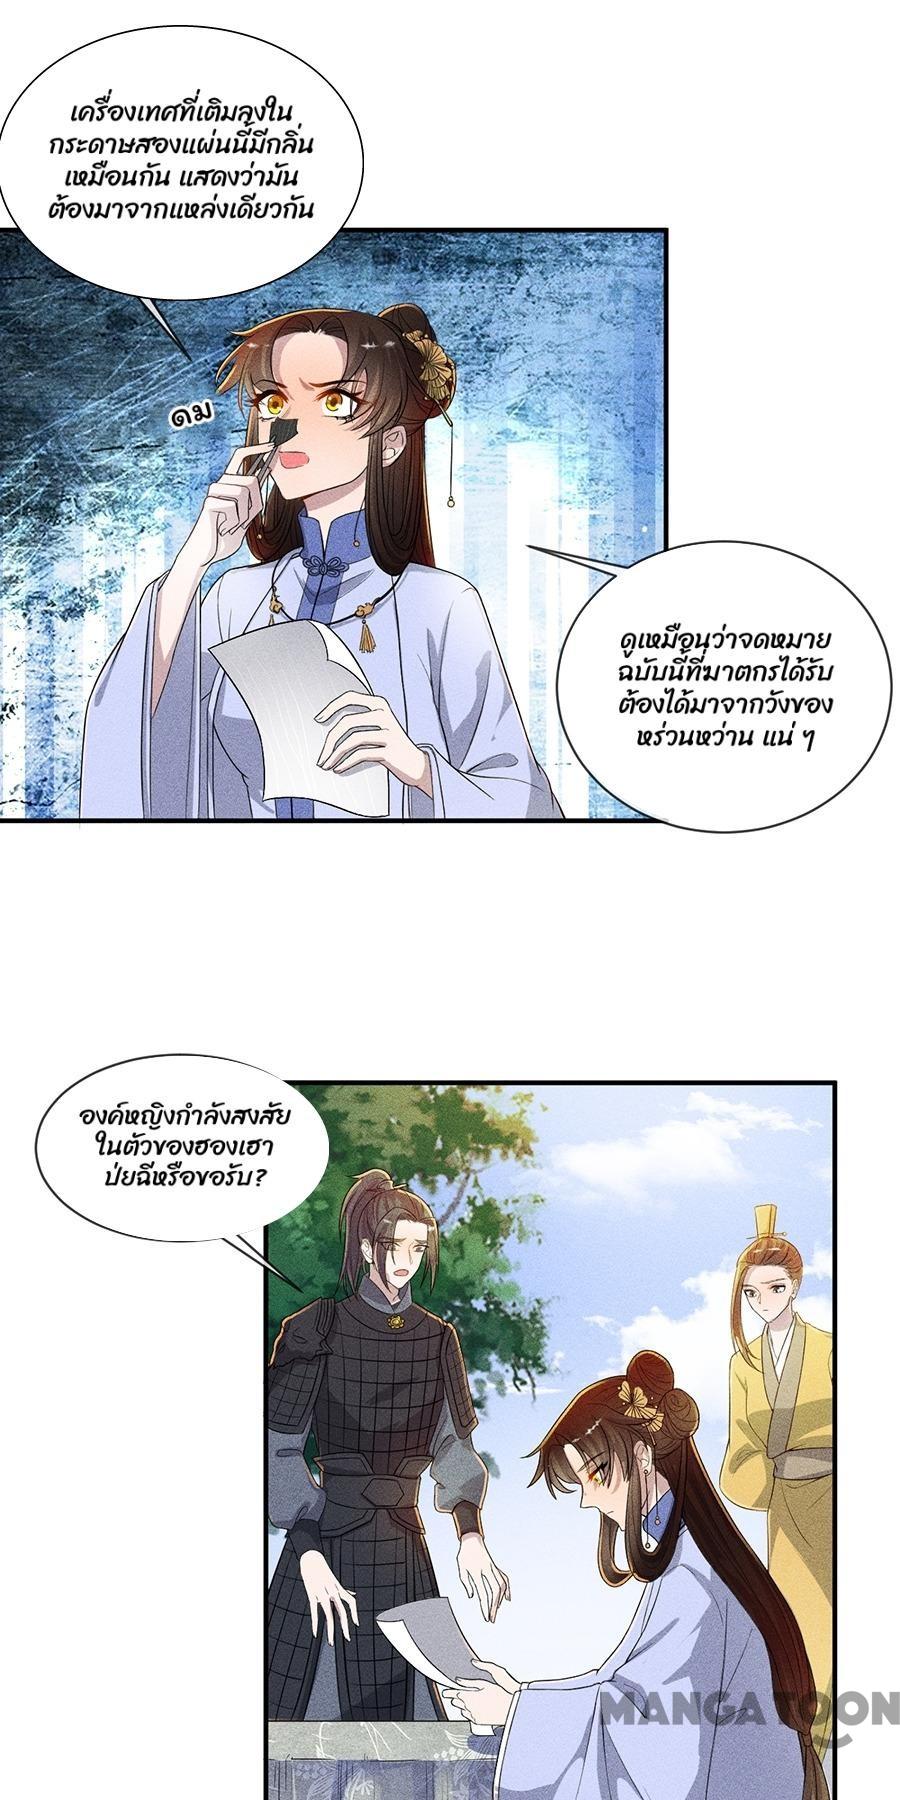 เครื่องเทศที่เติมลงใน
กระดาษสองแผ่นนี้มีกลิ่น
เหมือนกัน แสดงว่ามัน
ต้องมาจากแหล่งเดียวกัน
ดม
ดูเหมือนว่าจดหมาย
ฉบับนี้ที่ฆาตกรได้รับ
ต้องได้มาจากวังของ
หร่วนหว่าน แน่ ๆ
องค์หญิงกำลังสงสัย
ในตัวของฮองเฮา
ป่ยฉีหรือขอรับ?
MANGATOON